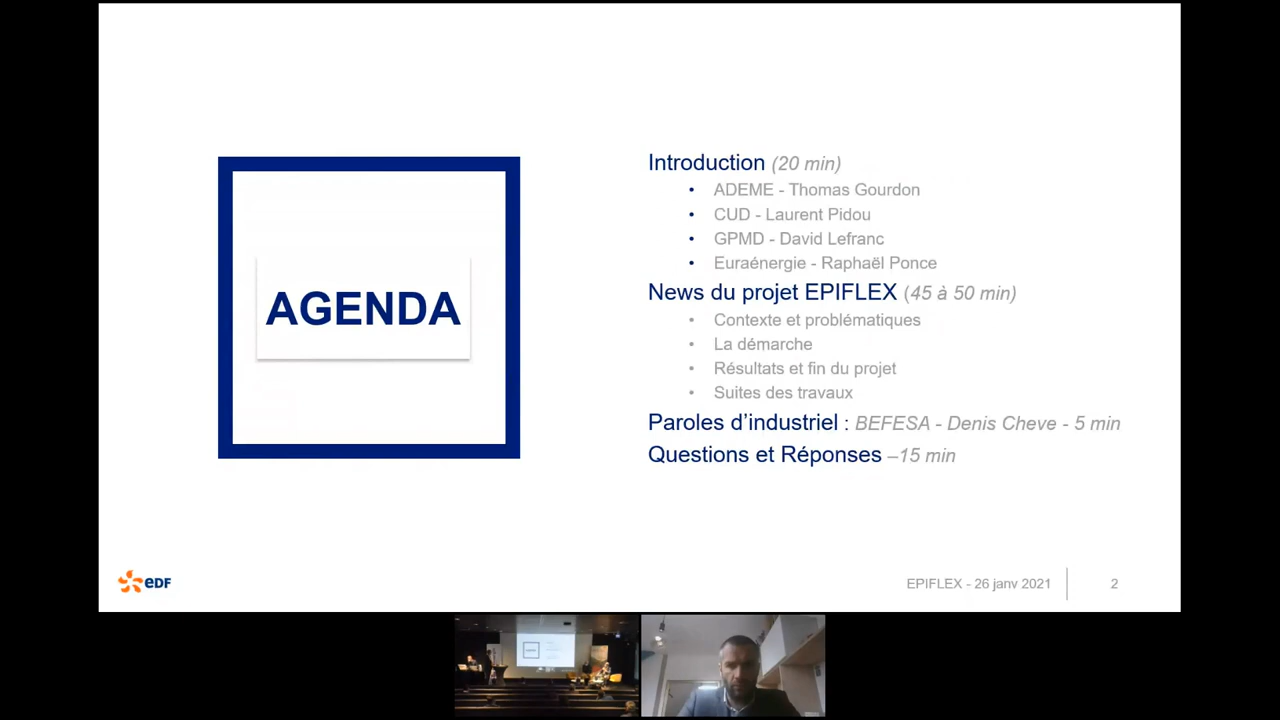 AGENDA
Introduction (20 min)
• ADEME - Thomas Gourdon
• CUD - Laurent Pidou
• GPMD - David Lefranc
• Euraénergie - Raphaël Ponce
News du projet EPIFLEX (45 à 50 min)
• Contexte et problématiques
• La démarche
• Résultats et fin du projet
• Suites des travaux
Paroles d’industriel : BEFESA - Denis Cheve - 5 min
Questions et Réponses –15 min
eDF
EPIFLEX - 26 janv 2021
2